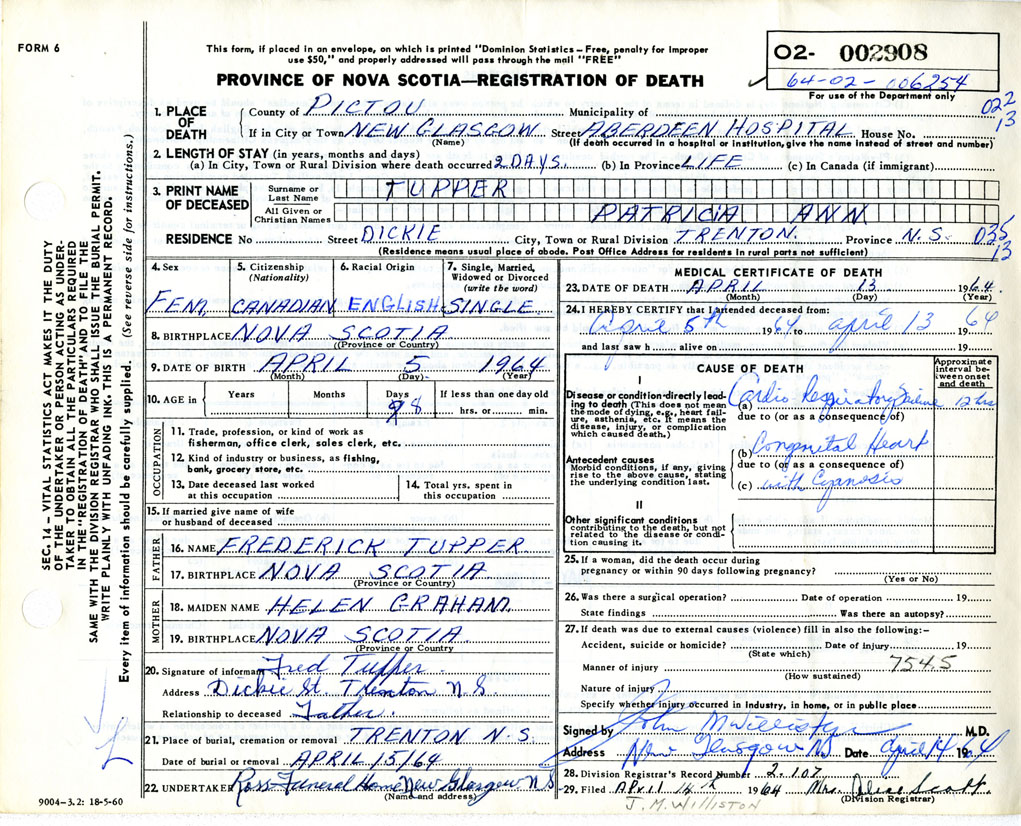 FORM 6
This form, if placed in an envelope, on which is printed "Dominion Statistics – Free, penalty for improper
use $50," and properly addressed will pass through the mail "FREE"
PROVINCE OF NOVA SCOTIA—REGISTRATION OF DEATH
02- 002908
✓ 64-02-006254
For use of the Department only
022
13
1. PLACE OF DEATH
County of PICTOU Municipality of
If in City or Town NEW GLASGOW Street ABERDEEN HOSPITAL House No.
(Name) (If death occurred in a hospital or institution, give the name instead of street and number)
2. LENGTH OF STAY (in years, months and days)
(a) In City, Town or Rural Division where death occurred 2 DAYS (b) In Province LIFE (c) In Canada (if immigrant)
3. PRINT NAME OF DECEASED
Surname or Last Name TUPPER
All Given or Christian Names PATRICIA ANN
RESIDENCE No Street DICKIE City, Town or Rural Division TRENTON. Province N.S. 035
13
(Residence means usual place of abode. Post Office Address for residents in rural parts not sufficient)
4. Sex 5. Citizenship (Nationality) 6. Racial Origin 7. Single, Married, Widowed or Divorced (write the word)
FEM, CANADIAN ENGLISH SINGLE
8. BIRTHPLACE NOVA SCOTIA
(Province or Country)
9. DATE OF BIRTH APRIL 5 1964
(Month) (Day) (Year)
10. AGE in Years Months Days If less than one day old
8 hrs. or min.
OCCUPATION
11. Trade, profession, or kind of work as
fisherman, office clerk, sales clerk, etc.
12. Kind of industry or business, as fishing,
bank, grocery store, etc.
13. Date deceased last worked
at this occupation
14. Total yrs. spent in
this occupation
15. If married give name of wife
or husband of deceased
FATHER
16. NAME FREDERICK TUPPER
17. BIRTHPLACE NOVA SCOTIA
(Province or Country)
MOTHER
18. MAIDEN NAME HELEN GRAHAM
19. BIRTHPLACE NOVA SCOTIA
(Province or Country
20. Signature of informant Fred Tupper
Address Dickie St. Trenton N.S.
Relationship to deceased Father.
21. Place of burial, cremation or removal TRENTON N.S.
Date of burial or removal APRIL 15/64
22. UNDERTAKER Ross Funeral Home New Glasgow N.S
(Name and address)
9004-3.2: 18-5-60
MEDICAL CERTIFICATE OF DEATH
23. DATE OF DEATH APRIL 13 1964
(Month) (Day) (Year)
24. I HEREBY CERTIFY that I attended deceased from:
April 5th 1964 to april 13 1964
and last saw h alive on 19
CAUSE OF DEATH
Approximate interval between onset and death
I
Disease or condition directly leading to death (This does not mean the mode of dying, e.g., heart failure, asthenia, etc. It means the disease, injury, or complication which caused death.)
(a) Cardio Respiratory Failure 12 hrs
due to (or as a consequence of)
Antecedent causes
Morbid conditions, if any, giving rise to the above cause, stating the underlying condition last.
(b) Congenital Heart
due to (or as a consequence of)
(c) with Cyanosis
II
Other significant conditions
contributing to the death, but not related to the disease or condition causing it.
25. If a woman, did the death occur during
pregnancy or within 90 days following pregnancy?
(Yes or No)
26. Was there a surgical operation? Date of operation 19
State findings Was there an autopsy?
27. If death was due to external causes (violence) fill in also the following:—
Accident, suicide or homicide? Date of injury 19
(State which)
754.5
Manner of injury
(How sustained)
Nature of injury
Specify whether injury occurred in Industry, in home, or in public place
Signed by John M Williston M.D.
Address New Glasgow NS Date April 14 1964
28. Division Registrar's Record Number 2107
29. Filed April 14th 1964 Mrs. Alese Scott
(Division Registrar)
J. M. WILLISTON
SEC. 14 – VITAL STATISTICS ACT MAKES IT THE DUTY
OF THE UNDERTAKER OR PERSON ACTING AS UNDER-
TAKER TO OBTAIN ALL THE PARTICULARS REQUIRED
IN THE "REGISTRATION OF DEATH" AND TO FILE THE
SAME WITH THE DIVISION REGISTRAR WHO SHALL ISSUE THE BURIAL PERMIT.
WRITE PLAINLY WITH UNFADING INK. THIS IS A PERMANENT RECORD.
Every item of information should be carefully supplied. (See reverse side for instructions.)